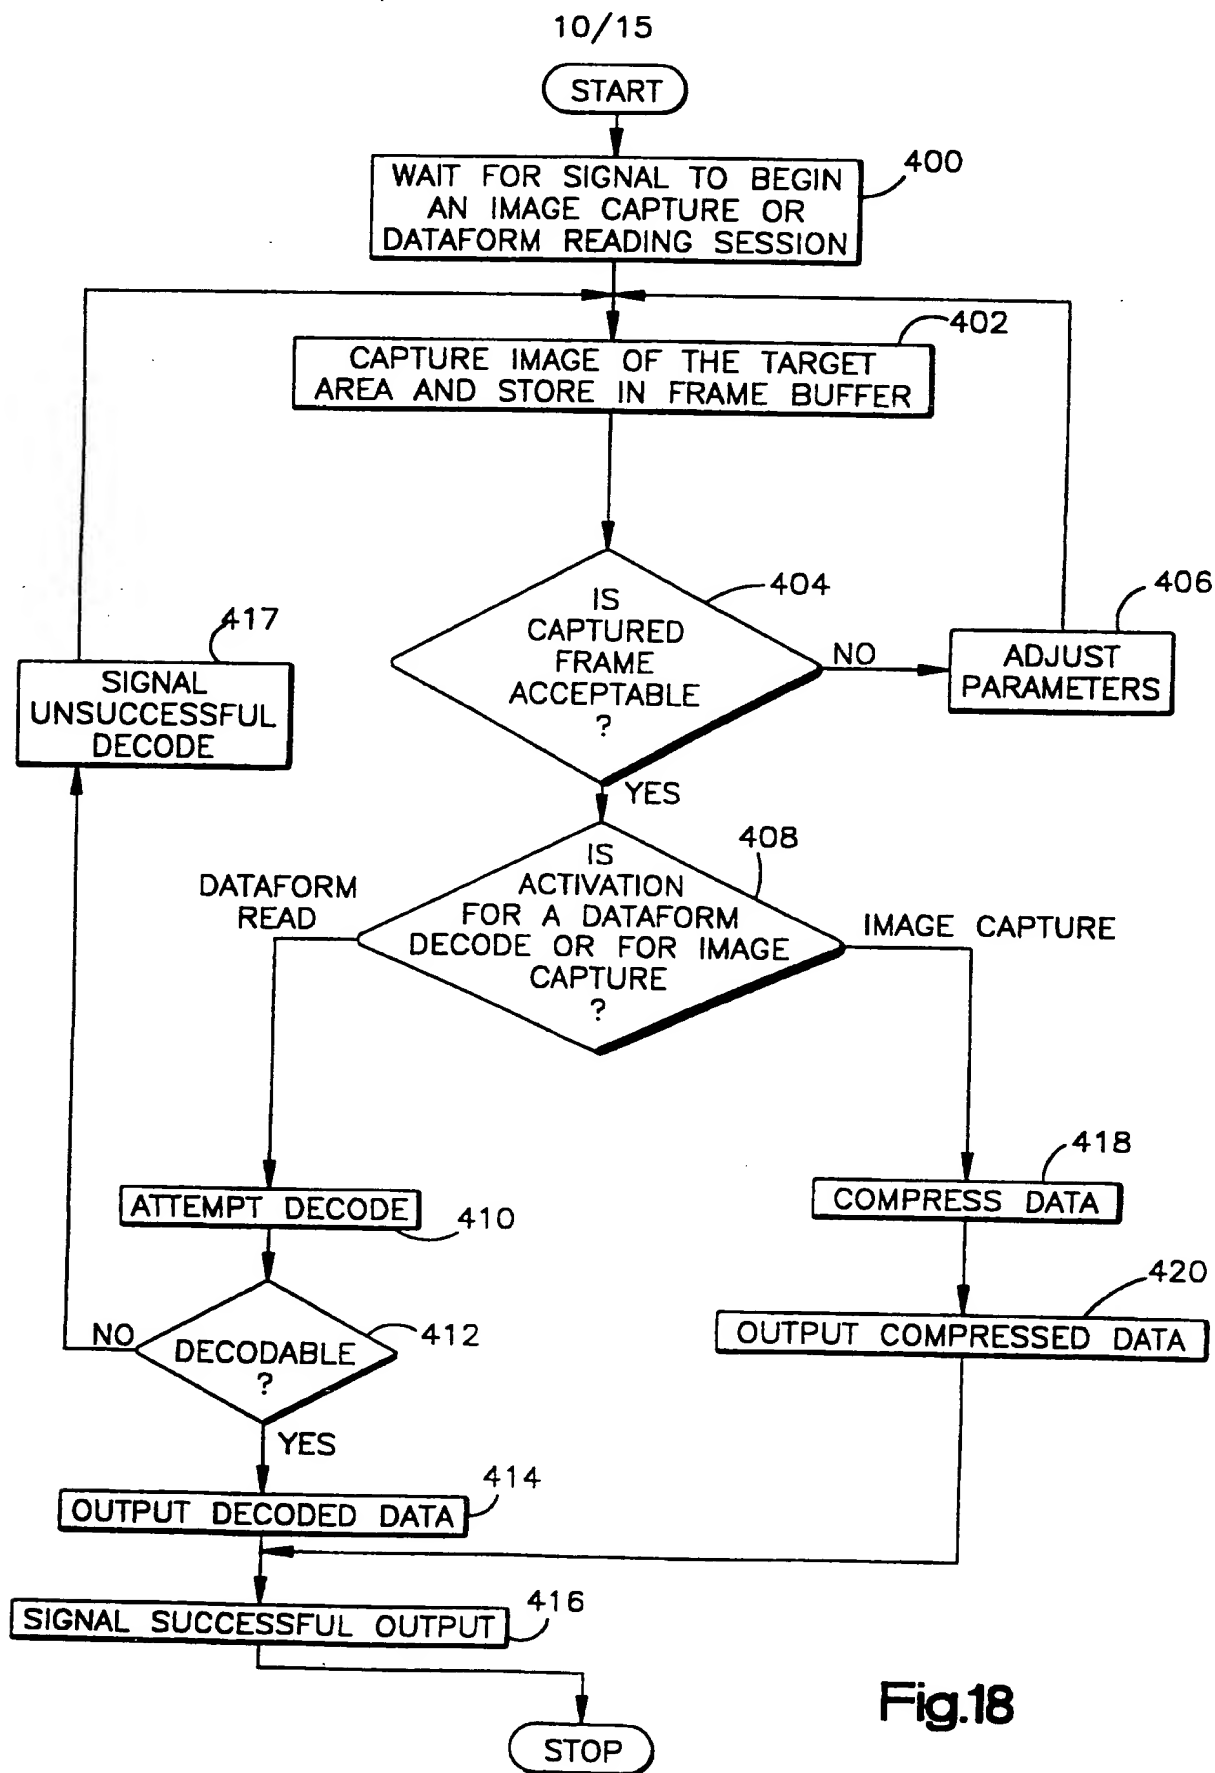 10/15
START
WAIT FOR SIGNAL TO BEGIN
AN IMAGE CAPTURE OR
DATAFORM READING SESSION
400
402
CAPTURE IMAGE OF THE TARGET
AREA AND STORE IN FRAME BUFFER
404
IS
CAPTURED
FRAME
ACCEPTABLE
?
NO
406
ADJUST
PARAMETERS
417
SIGNAL
UNSUCCESSFUL
DECODE
YES
408
IS
ACTIVATION
FOR A DATAFORM
DECODE OR FOR IMAGE
CAPTURE
?
DATAFORM
READ
IMAGE CAPTURE
ATTEMPT DECODE
410
418
COMPRESS DATA
412
DECODABLE
?
NO
420
OUTPUT COMPRESSED DATA
YES
414
OUTPUT DECODED DATA
416
SIGNAL SUCCESSFUL OUTPUT
STOP
Fig.18